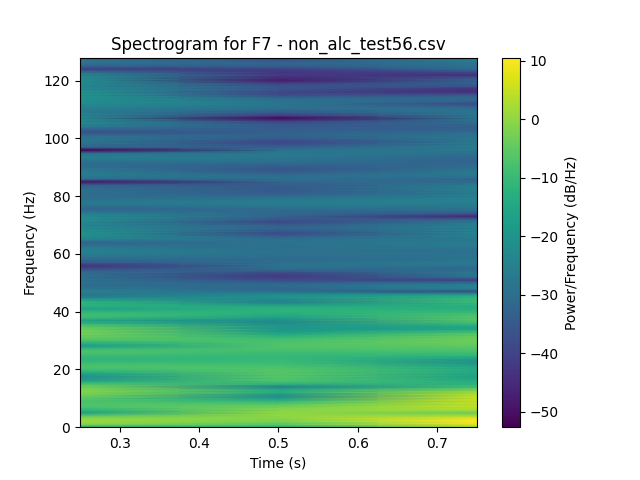 Spectrogram for F7 - non_alc_test56.csv
120
100
80
60
40
20
0
Frequency (Hz)
0.3 0.4 0.5 0.6 0.7
Time (s)
10
0
−10
−20
−30
−40
−50
Power/Frequency (dB/Hz)